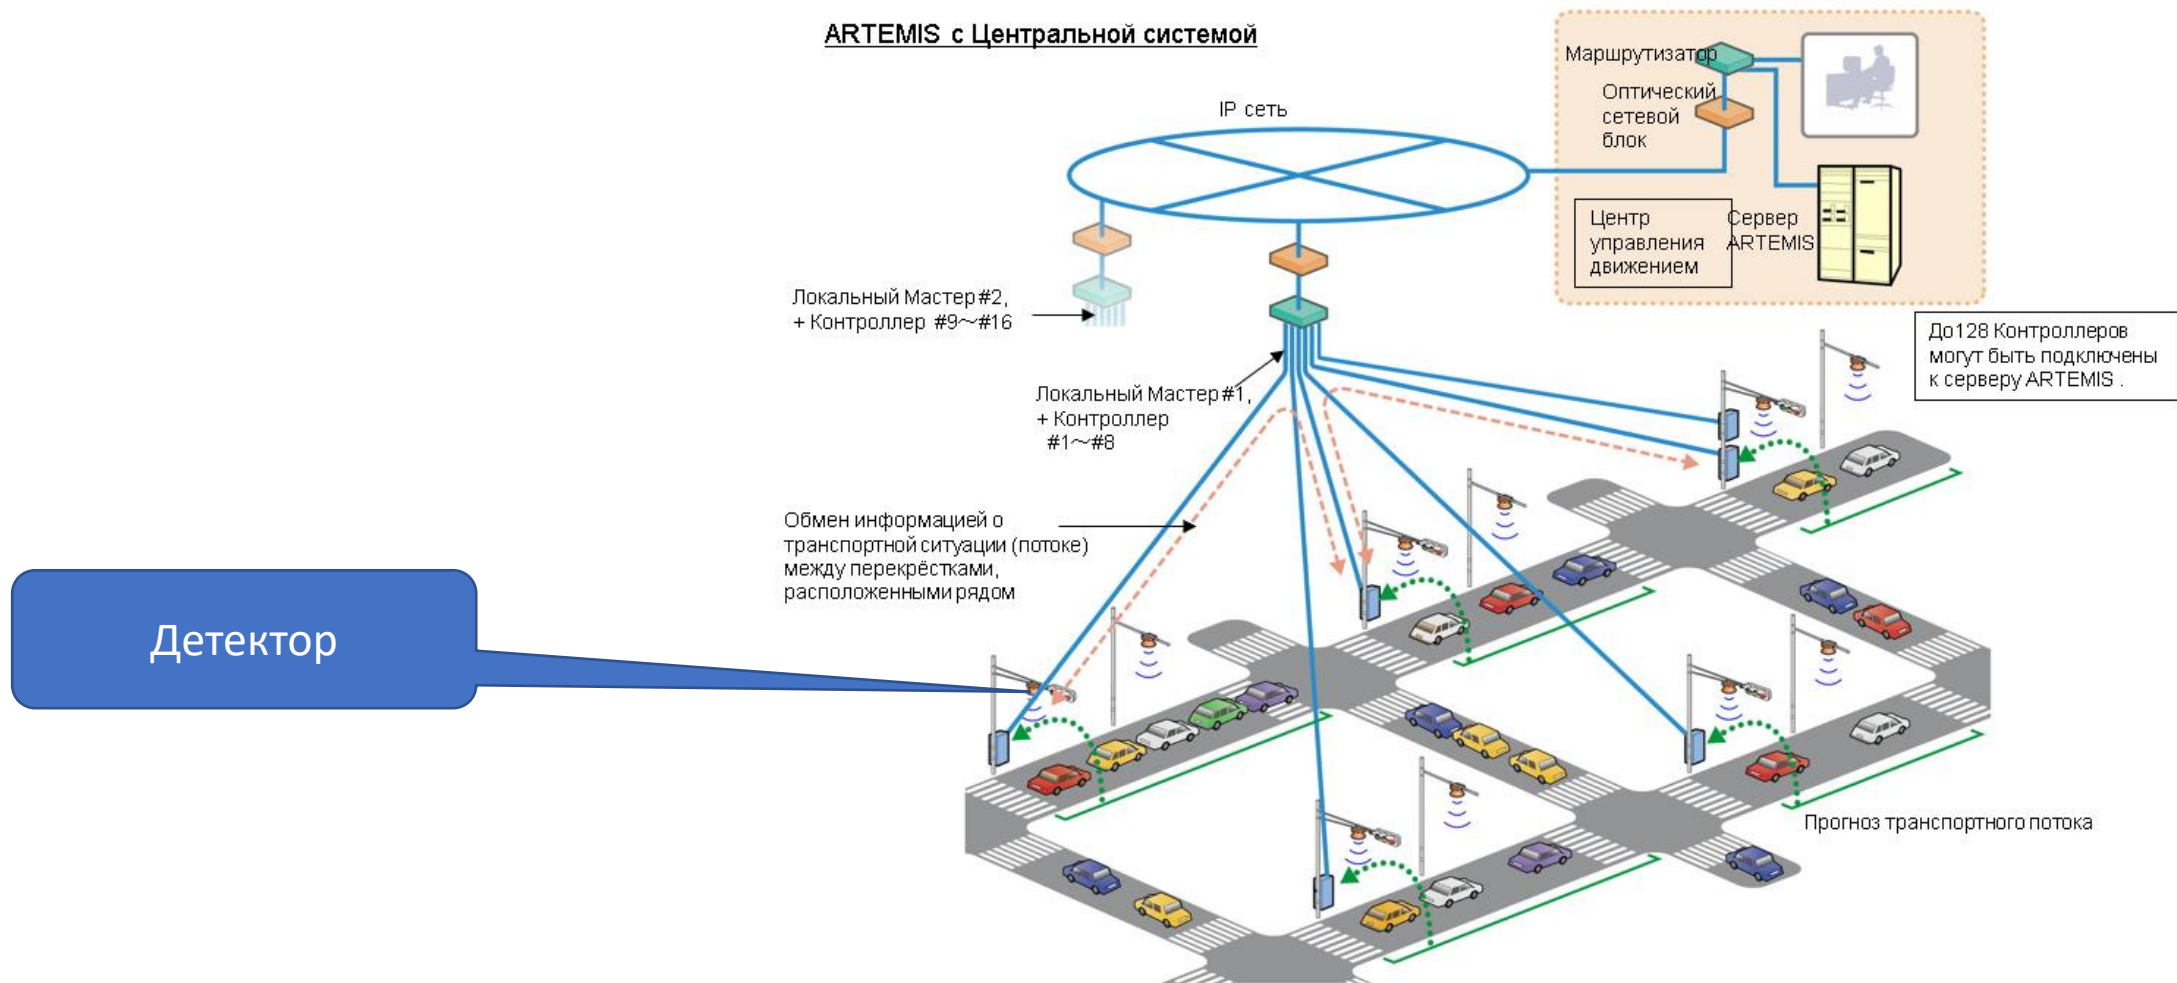 ARTEMIS с Центральной системой
IP сеть
Маршрутизатор
Оптический
сетевой
блок
Центр
управления
движением
Сервер
ARTEMIS
Локальный Мастер #2,
+ Контроллер #9～#16
До128 Контроллеров
могут быть подключены
к серверу ARTEMIS .
Локальный Мастер #1,
+ Контроллер
#1～#8
Обмен информацией о
транспортной ситуации (потоке)
между перекрёстками,
расположенными рядом
Детектор
Прогноз транспортного потока